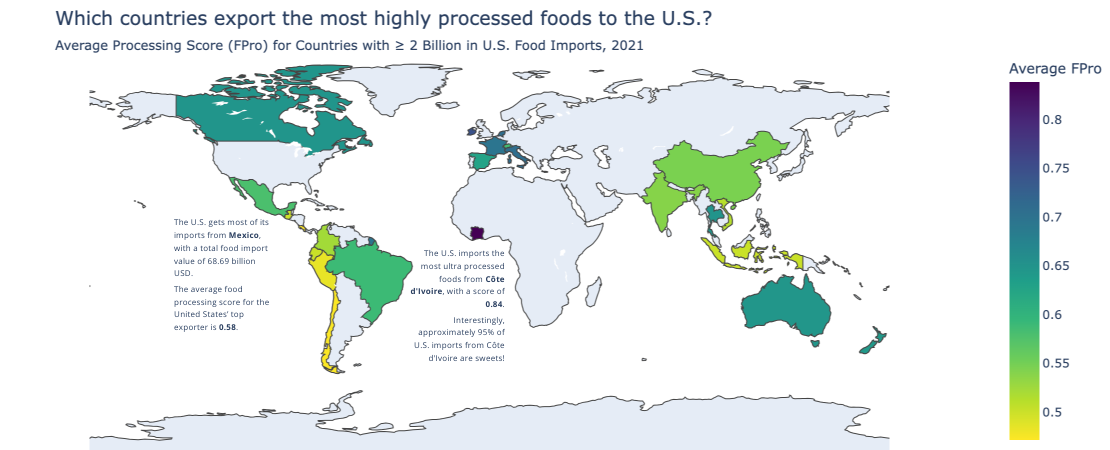 Which countries export the most highly processed foods to the U.S.?
Average Processing Score (FPro) for Countries with ≥ 2 Billion in U.S. Food Imports, 2021
The U.S. gets most of its
imports from Mexico,
with a total food import
value of 68.69 billion
USD.
The average food
processing score for the
United States' top
exporter is 0.58.
The U.S. imports the
most ultra processed
foods from Côte
d'Ivoire, with a score of
0.84.
Interestingly,
approximately 95% of
U.S. imports from Côte
d'Ivoire are sweets!
Average FPro
0.8
0.75
0.7
0.65
0.6
0.55
0.5